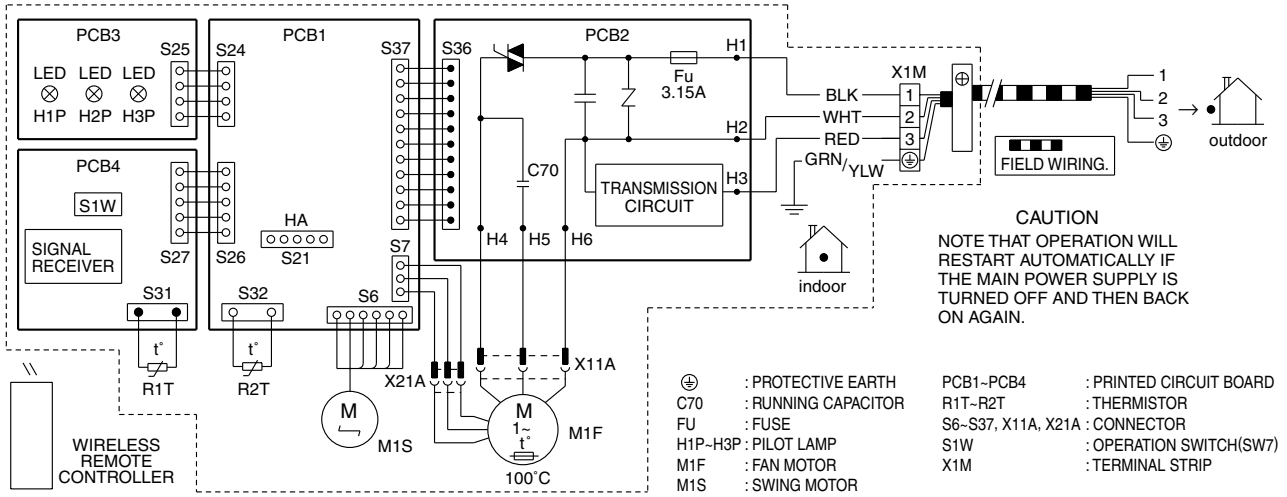 PCB3
S25
S24
PCB1
S37
S36
PCB2
H1
LED LED LED
H1P H2P H3P
Fu
3.15A
X1M
BLK
1
WHT
2
RED
3
GRN/YLW
H2
1
2
3
outdoor
FIELD WIRING.
PCB4
S1W
SIGNAL
RECEIVER
S27
S26
HA
S21
S7
C70
TRANSMISSION
CIRCUIT
H3
H4
H5
H6
indoor
CAUTION
NOTE THAT OPERATION WILL
RESTART AUTOMATICALLY IF
THE MAIN POWER SUPPLY IS
TURNED OFF AND THEN BACK
ON AGAIN.
S31
S32
S6
t°
R1T
t°
R2T
X21A
X11A
M
M1S
M
1~
t°
M1F
100°C
WIRELESS
REMOTE
CONTROLLER
: PROTECTIVE EARTH
C70 : RUNNING CAPACITOR
FU : FUSE
H1P~H3P : PILOT LAMP
M1F : FAN MOTOR
M1S : SWING MOTOR
PCB1~PCB4 : PRINTED CIRCUIT BOARD
R1T~R2T : THERMISTOR
S6~S37, X11A, X21A : CONNECTOR
S1W : OPERATION SWITCH(SW7)
X1M : TERMINAL STRIP